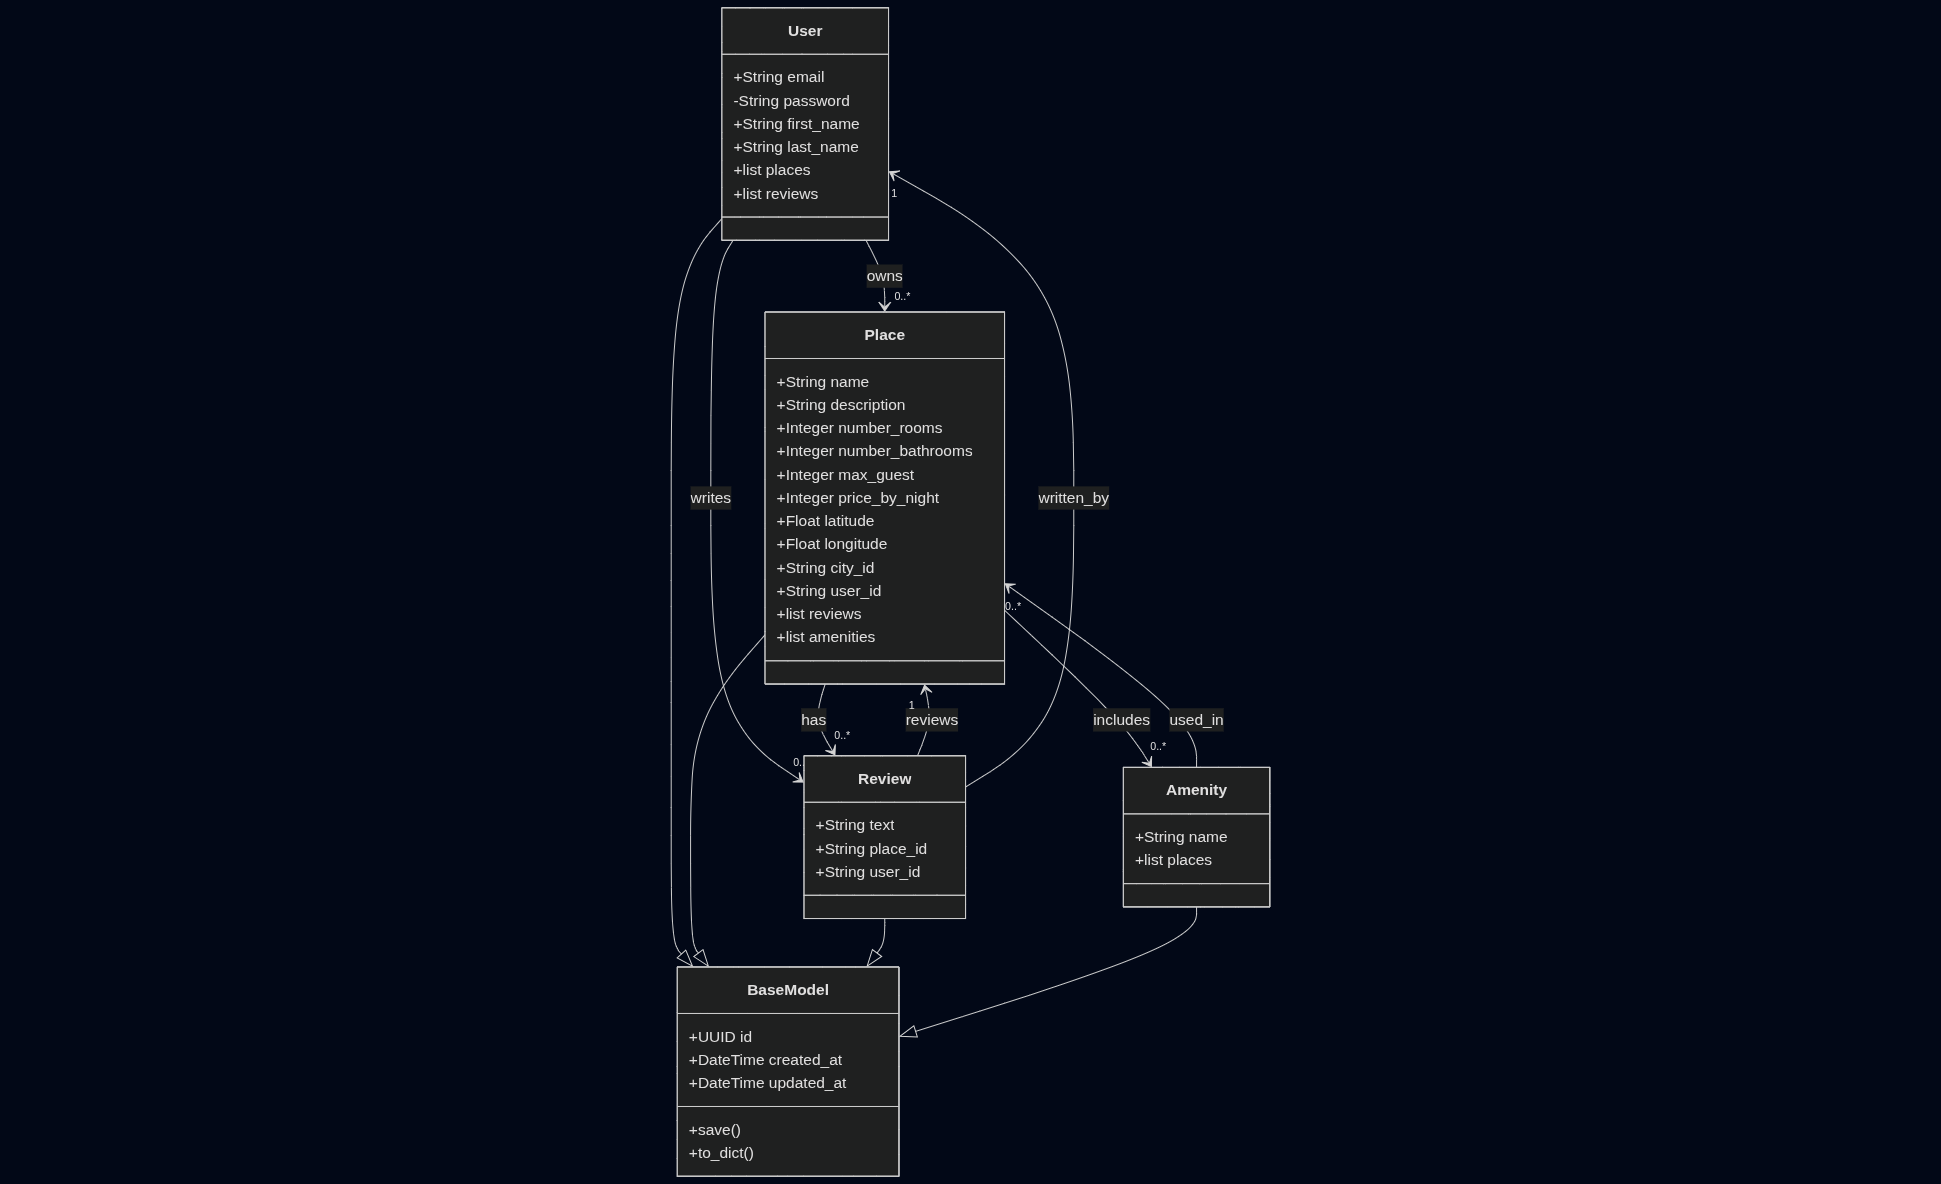 User
+String email
-String password
+String first_name
+String last_name
+list places
+list reviews
1
owns
0..*
Place
+String name
+String description
+Integer number_rooms
+Integer number_bathrooms
+Integer max_guest
+Integer price_by_night
+Float latitude
+Float longitude
+String city_id
+String user_id
+list reviews
+list amenities
writes
written_by
0..*
1
has
reviews
includes
used_in
0..*
0..*
0..
Review
+String text
+String place_id
+String user_id
Amenity
+String name
+list places
BaseModel
+UUID id
+DateTime created_at
+DateTime updated_at
+save()
+to_dict()